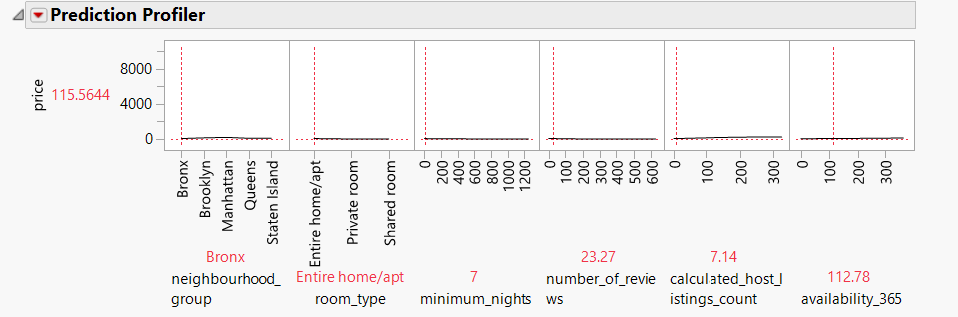 Prediction Profiler
price
115.5644
8000
4000
0
Bronx
Brooklyn
Manhattan
Queens
Staten Island
Entire home/apt
Private room
Shared room
0
200
400
600
800
1000
1200
0
100
200
300
400
500
600
0
100
200
300
0
100
200
300
Bronx
neighbourhood_
group
Entire home/apt
room_type
7
minimum_nights
23.27
number_of_revie
ws
7.14
calculated_host_l
istings_count
112.78
availability_365